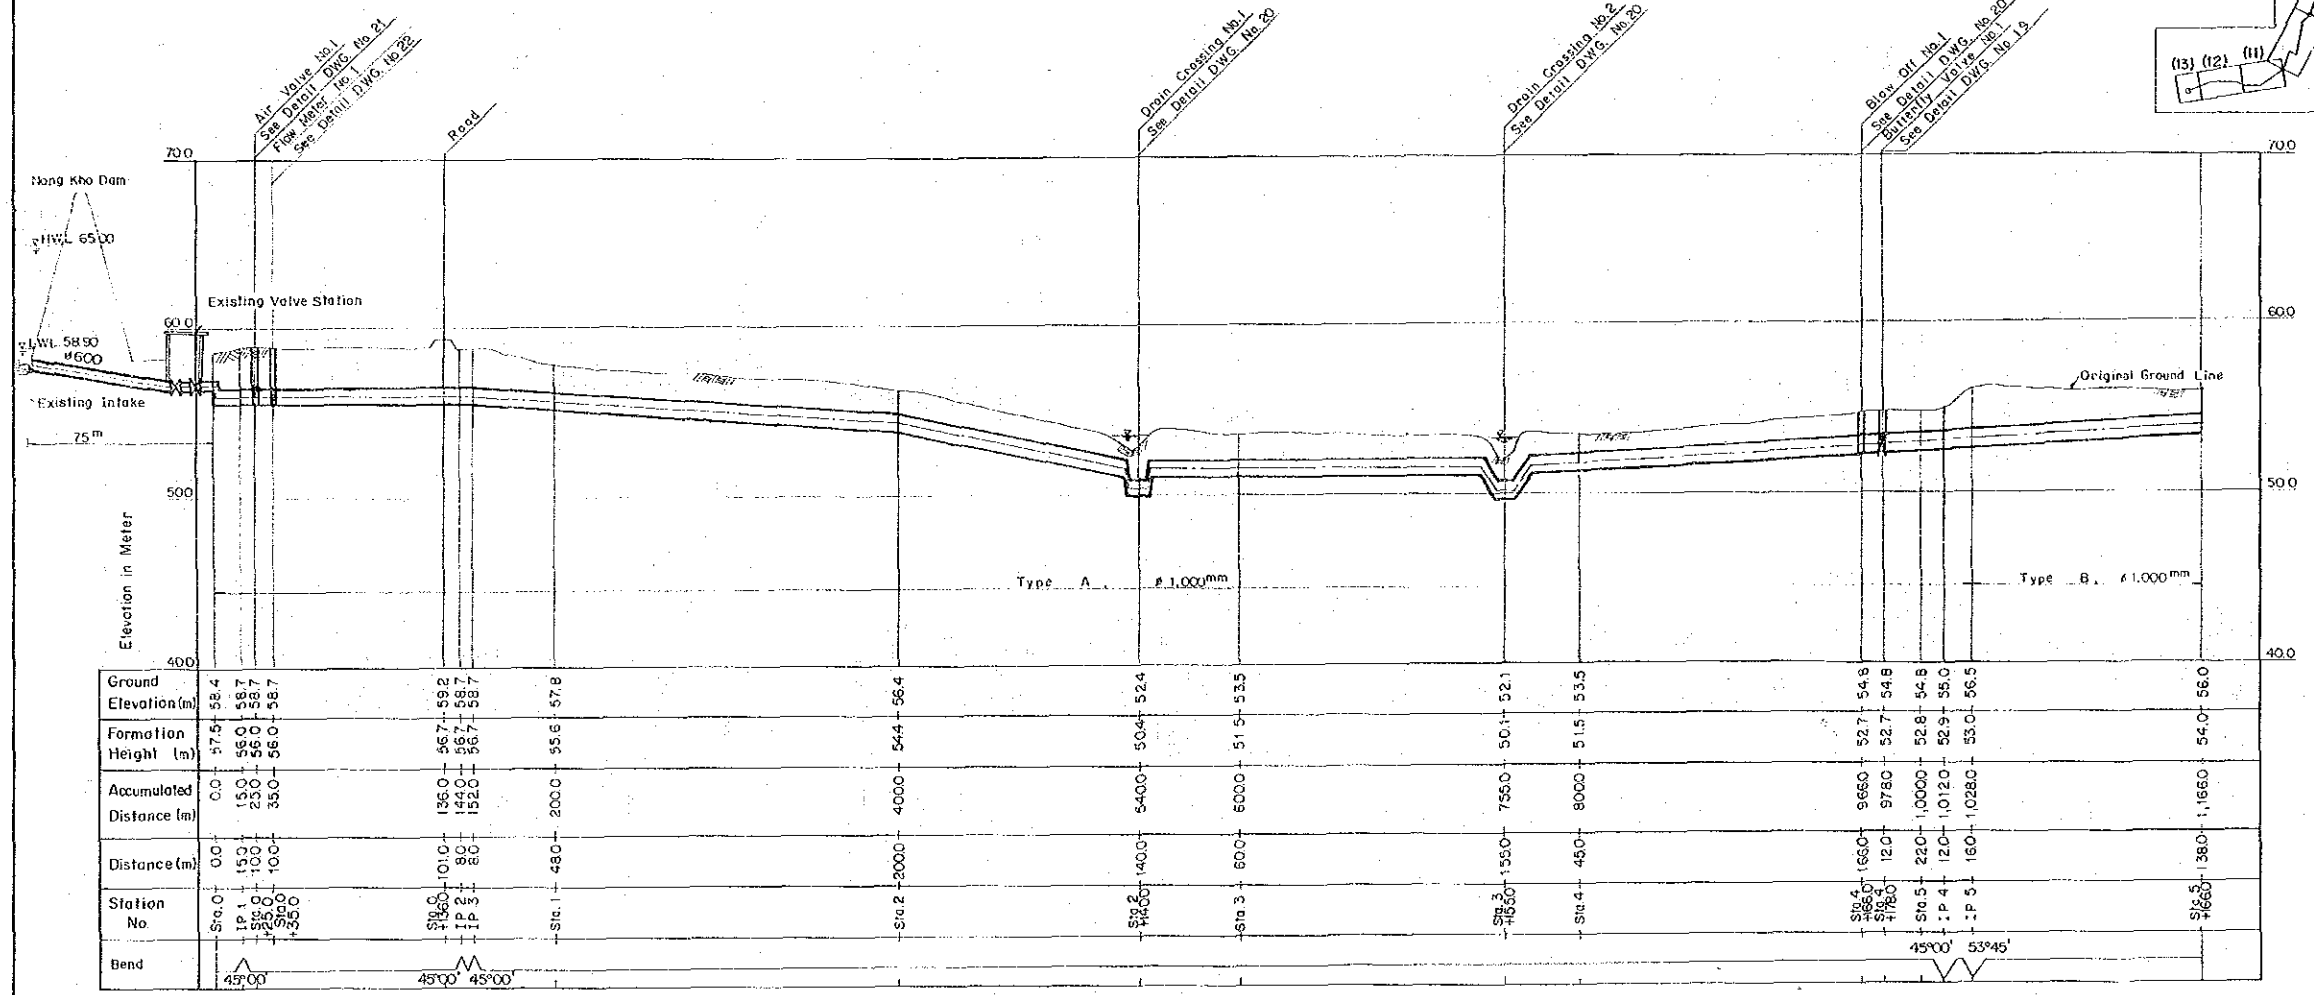 Air Valve No.1
See Detail DWG. No 21
Flow Meter No.1
See Detail DWG. No 22
Road
Drain Crossing No.1
See Detail DWG. No. 20
Drain Crossing No.2
See Detail DWG. No.20
Blow Off No.1
See Detail DWG. No 20
Butterfly Valve No.1
See Detail DWG. No 19
(13) (12) (11)
70.0 70.0
Nong Kho Dam
HWL 65.00
Existing Valve Station
60.0 60.0
LWL 58.90
ø600
Existing Intake
75 m
Original Ground Line
50.0 50.0
Elevation in Meter
Type A. ø 1,000 mm
Type B. ø 1,000 mm
40.0 40.0
Ground Elevation (m) 58.4 58.7 58.7 58.7 59.2 58.7 58.7 57.8 56.4 52.4 53.5 52.1 53.5 54.8 54.8 54.8 55.0 56.5 56.0
Formation Height (m) 57.5 56.0 56.0 56.0 56.7 56.7 56.7 55.6 54.4 50.4 51.5 50.1 51.5 52.7 52.7 52.8 52.9 53.0 54.0
Accumulated Distance (m) 0.0 15.0 25.0 35.0 136.0 144.0 152.0 200.0 400.0 540.0 600.0 755.0 800.0 966.0 978.0 1,000.0 1,012.0 1,028.0 1,166.0
Distance (m) 0.0 15.0 10.0 10.0 101.0 8.0 8.0 48.0 200.0 140.0 60.0 155.0 45.0 166.0 12.0 22.0 12.0 16.0 138.0
Station No. Sta.0 I.P.1 Sta.0 +25.0 Sta.0 +35.0 Sta.0 +136.0 I.P.2 I.P.3 Sta.1 Sta.2 Sta.2 +140.0 Sta.3 Sta.3 +155.0 Sta.4 Sta.4 +166.0 Sta.4 +178.0 Sta.5 I.P.4 I.P.5 Sta.5 +166.0
Bend 45°00' 45°00' 45°00' 45°00' 53°45'